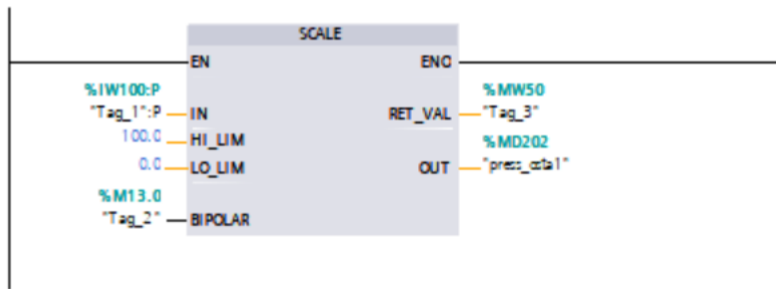 SCALE
EN ENO
%IW100:P %MW50
"Tag_1":P IN RET_VAL "Tag_3"
100.0 HI_LIM %MD202
0.0 LO_LIM OUT "press_osta1"
%M13.0
"Tag_2" BIPOLAR